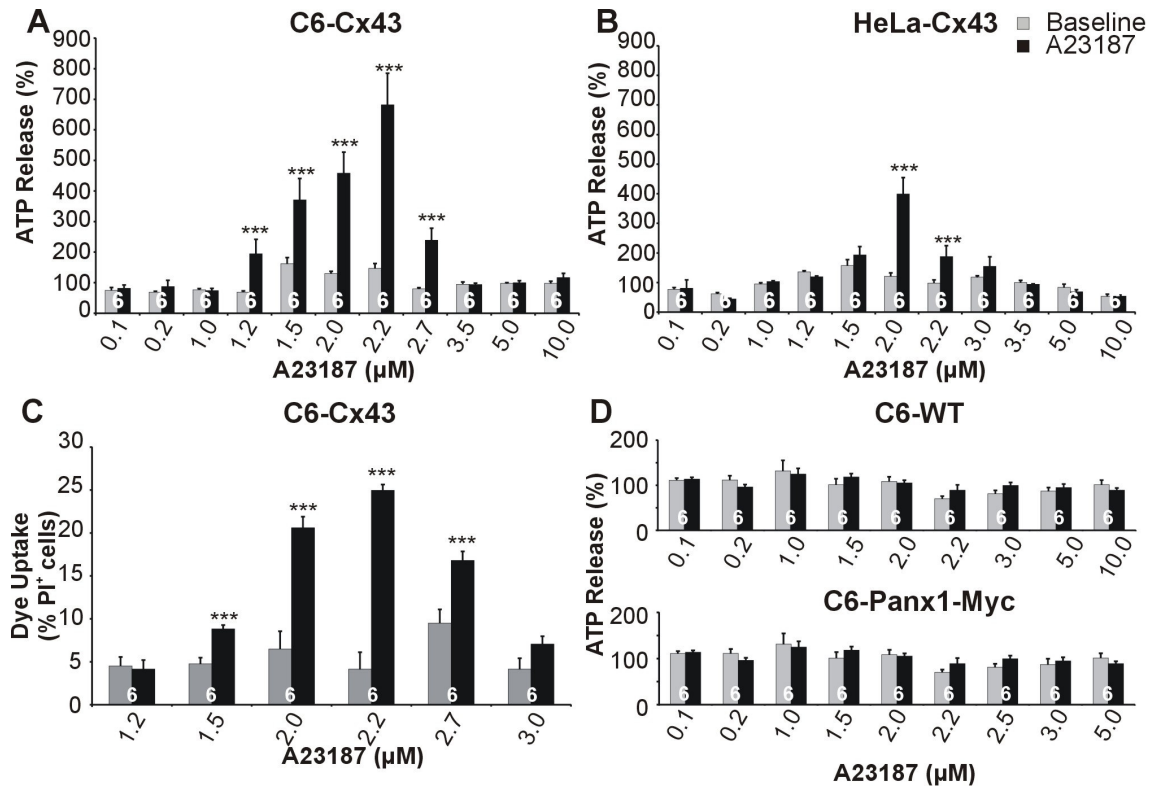 A
C6-Cx43
ATP Release (%)
900
800
700
600
500
400
300
200
100
0
*** *** *** *** ***
6 6 6 6 6 6 6 6 6 6 6
0.1 0.2 1.0 1.2 1.5 2.0 2.2 2.7 3.5 5.0 10.0
A23187 (µM)
B
HeLa-Cx43
Baseline
A23187
ATP Release (%)
900
800
700
600
500
400
300
200
100
0
*** ***
6 6 6 6 6 6 6 6 6 6 6
0.1 0.2 1.0 1.2 1.5 2.0 2.2 3.0 3.5 5.0 10.0
A23187 (µM)
C
C6-Cx43
Dye Uptake
(% PI⁺ cells)
30
25
20
15
10
5
0
*** *** *** ***
6 6 6 6 6 6
1.2 1.5 2.0 2.2 2.7 3.0
A23187 (µM)
D
C6-WT
ATP Release (%)
200
100
0
6 6 6 6 6 6 6 6 6
0.1 0.2 1.0 1.5 2.0 2.2 3.0 5.0 10.0
C6-Panx1-Myc
200
100
0
6 6 6 6 6 6 6 6 6
0.1 0.2 1.0 1.5 2.0 2.2 2.5 3.0 5.0
A23187 (µM)